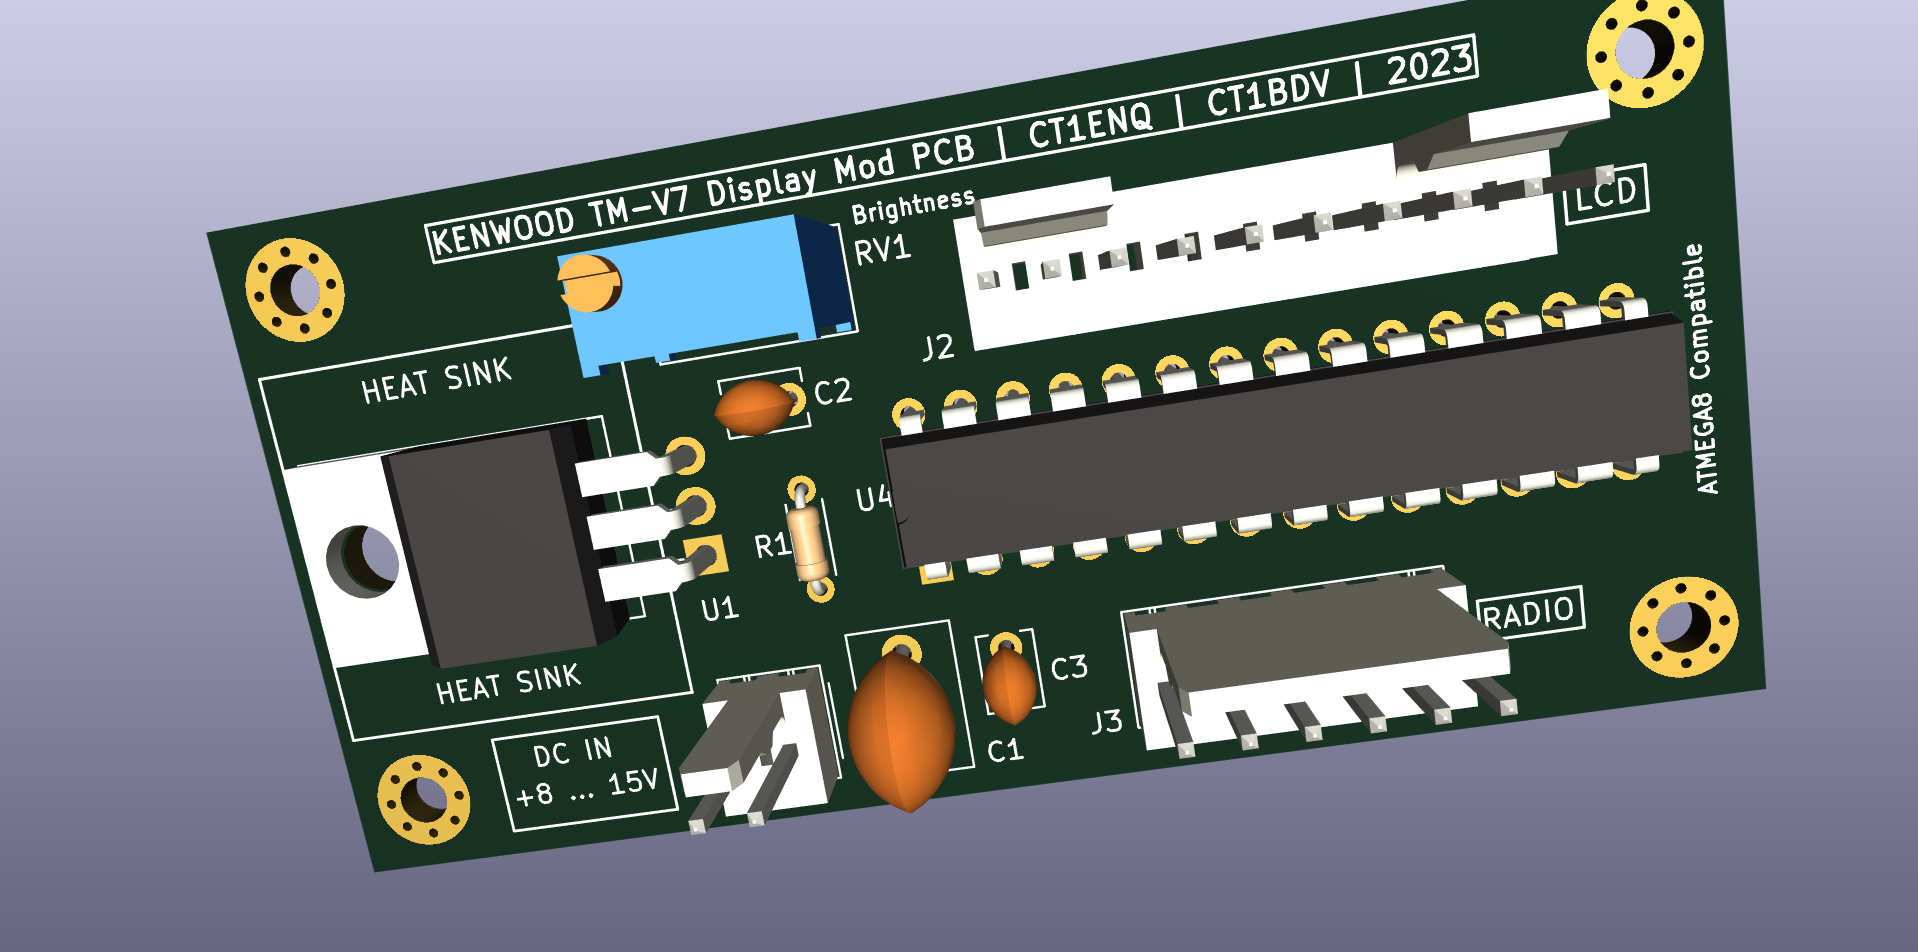 KENWOOD TM-V7 Display Mod PCB | CT1ENQ | CT1BDV | 2023
Brightness
RV1
LCD
J2
HEAT SINK
C2
ATMEGA8 Compatible
U4
R1
U1
HEAT SINK
RADIO
C3
J3
C1
DC IN
+8 ... 15V